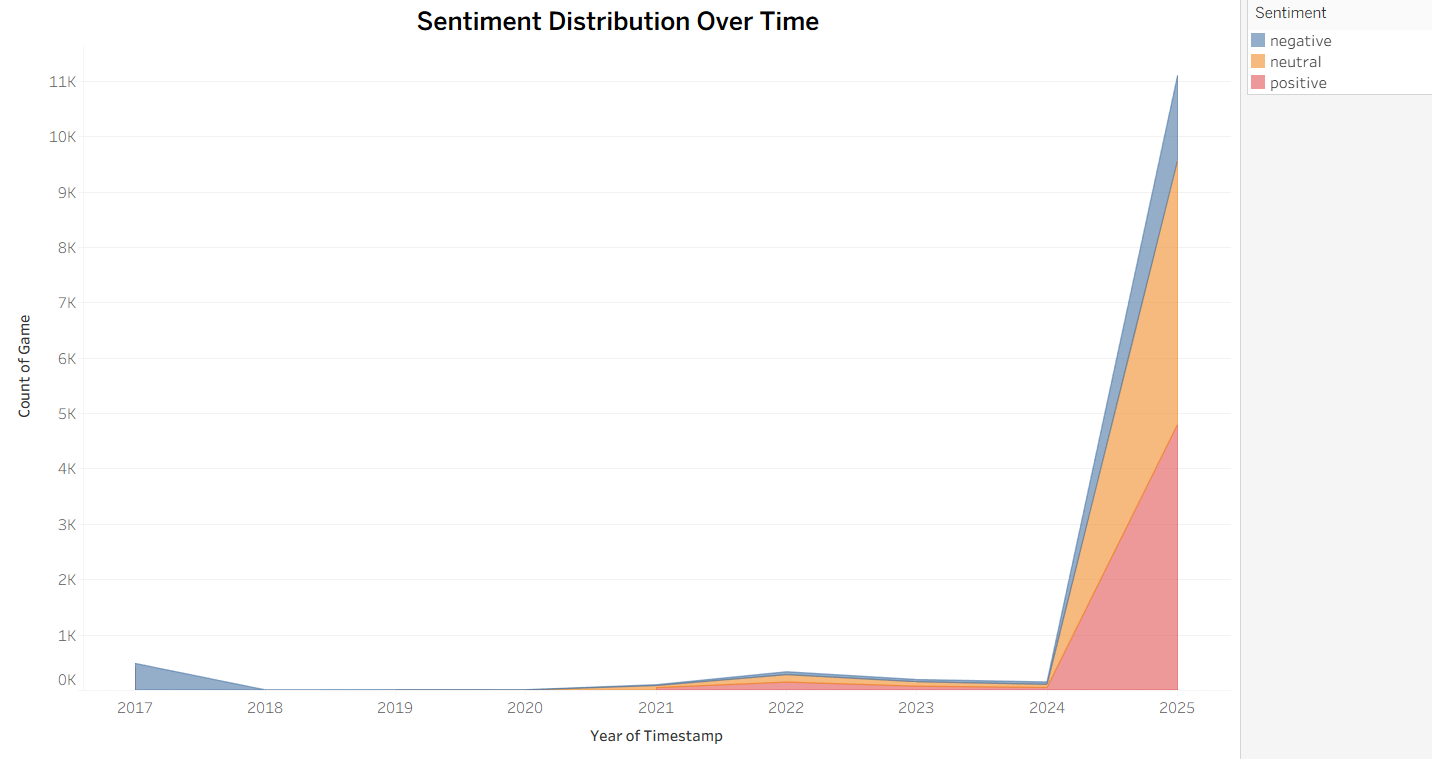 Sentiment Distribution Over Time
Sentiment
negative
neutral
positive
11K
10K
9K
8K
7K
6K
5K
4K
3K
2K
1K
0K
Count of Game
2017 2018 2019 2020 2021 2022 2023 2024 2025
Year of Timestamp